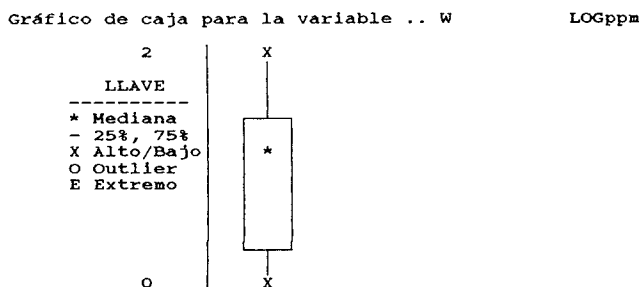 Gráfico de caja para la variable .. W LOGppm
2 X
LLAVE
----------
* Mediana
- 25%, 75%
X Alto/Bajo
*
O Outlier
E Extremo
0 X